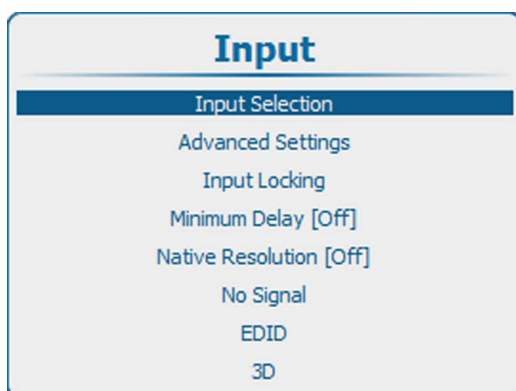 Input
Input Selection
Advanced Settings
Input Locking
Minimum Delay [Off]
Native Resolution [Off]
No Signal
EDID
3D